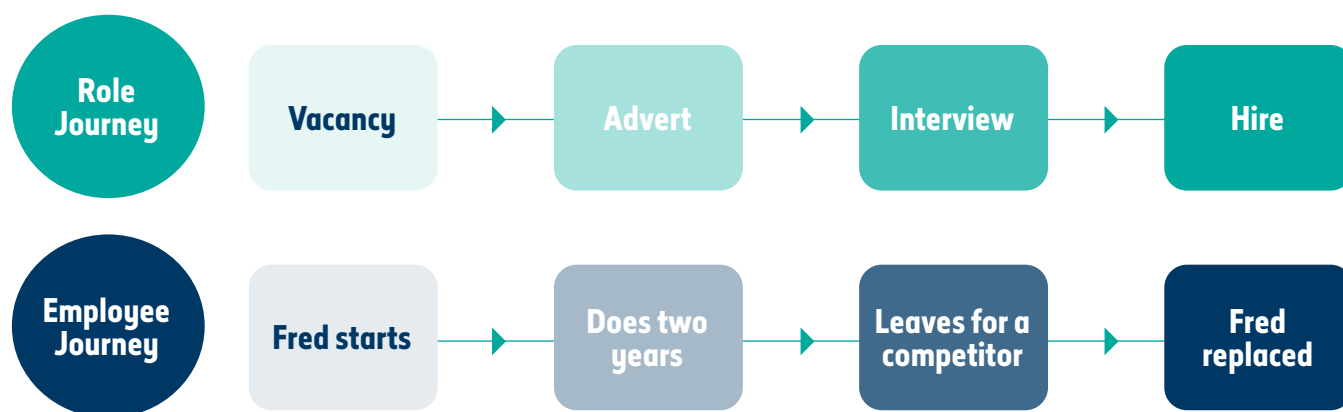 Role
Journey
Vacancy
Advert
Interview
Hire
Employee
Journey
Fred starts
Does two
years
Leaves for a
competitor
Fred
replaced